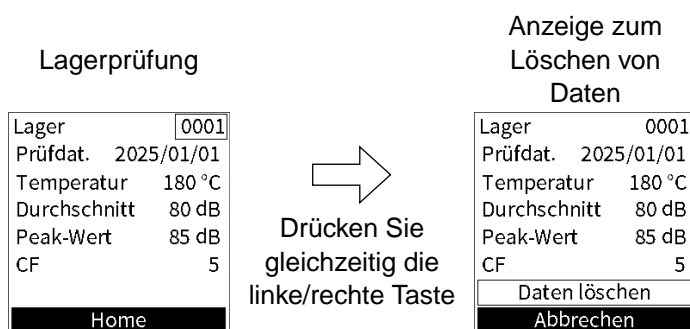 Lagerprüfung
Lager 0001
Prüfdat. 2025/01/01
Temperatur 180 °C
Durchschnitt 80 dB
Peak-Wert 85 dB
CF 5
Home
Drücken Sie
gleichzeitig die
linke/rechte Taste
Anzeige zum
Löschen von
Daten
Lager 0001
Prüfdat. 2025/01/01
Temperatur 180 °C
Durchschnitt 80 dB
Peak-Wert 85 dB
CF 5
Daten löschen
Abbrechen